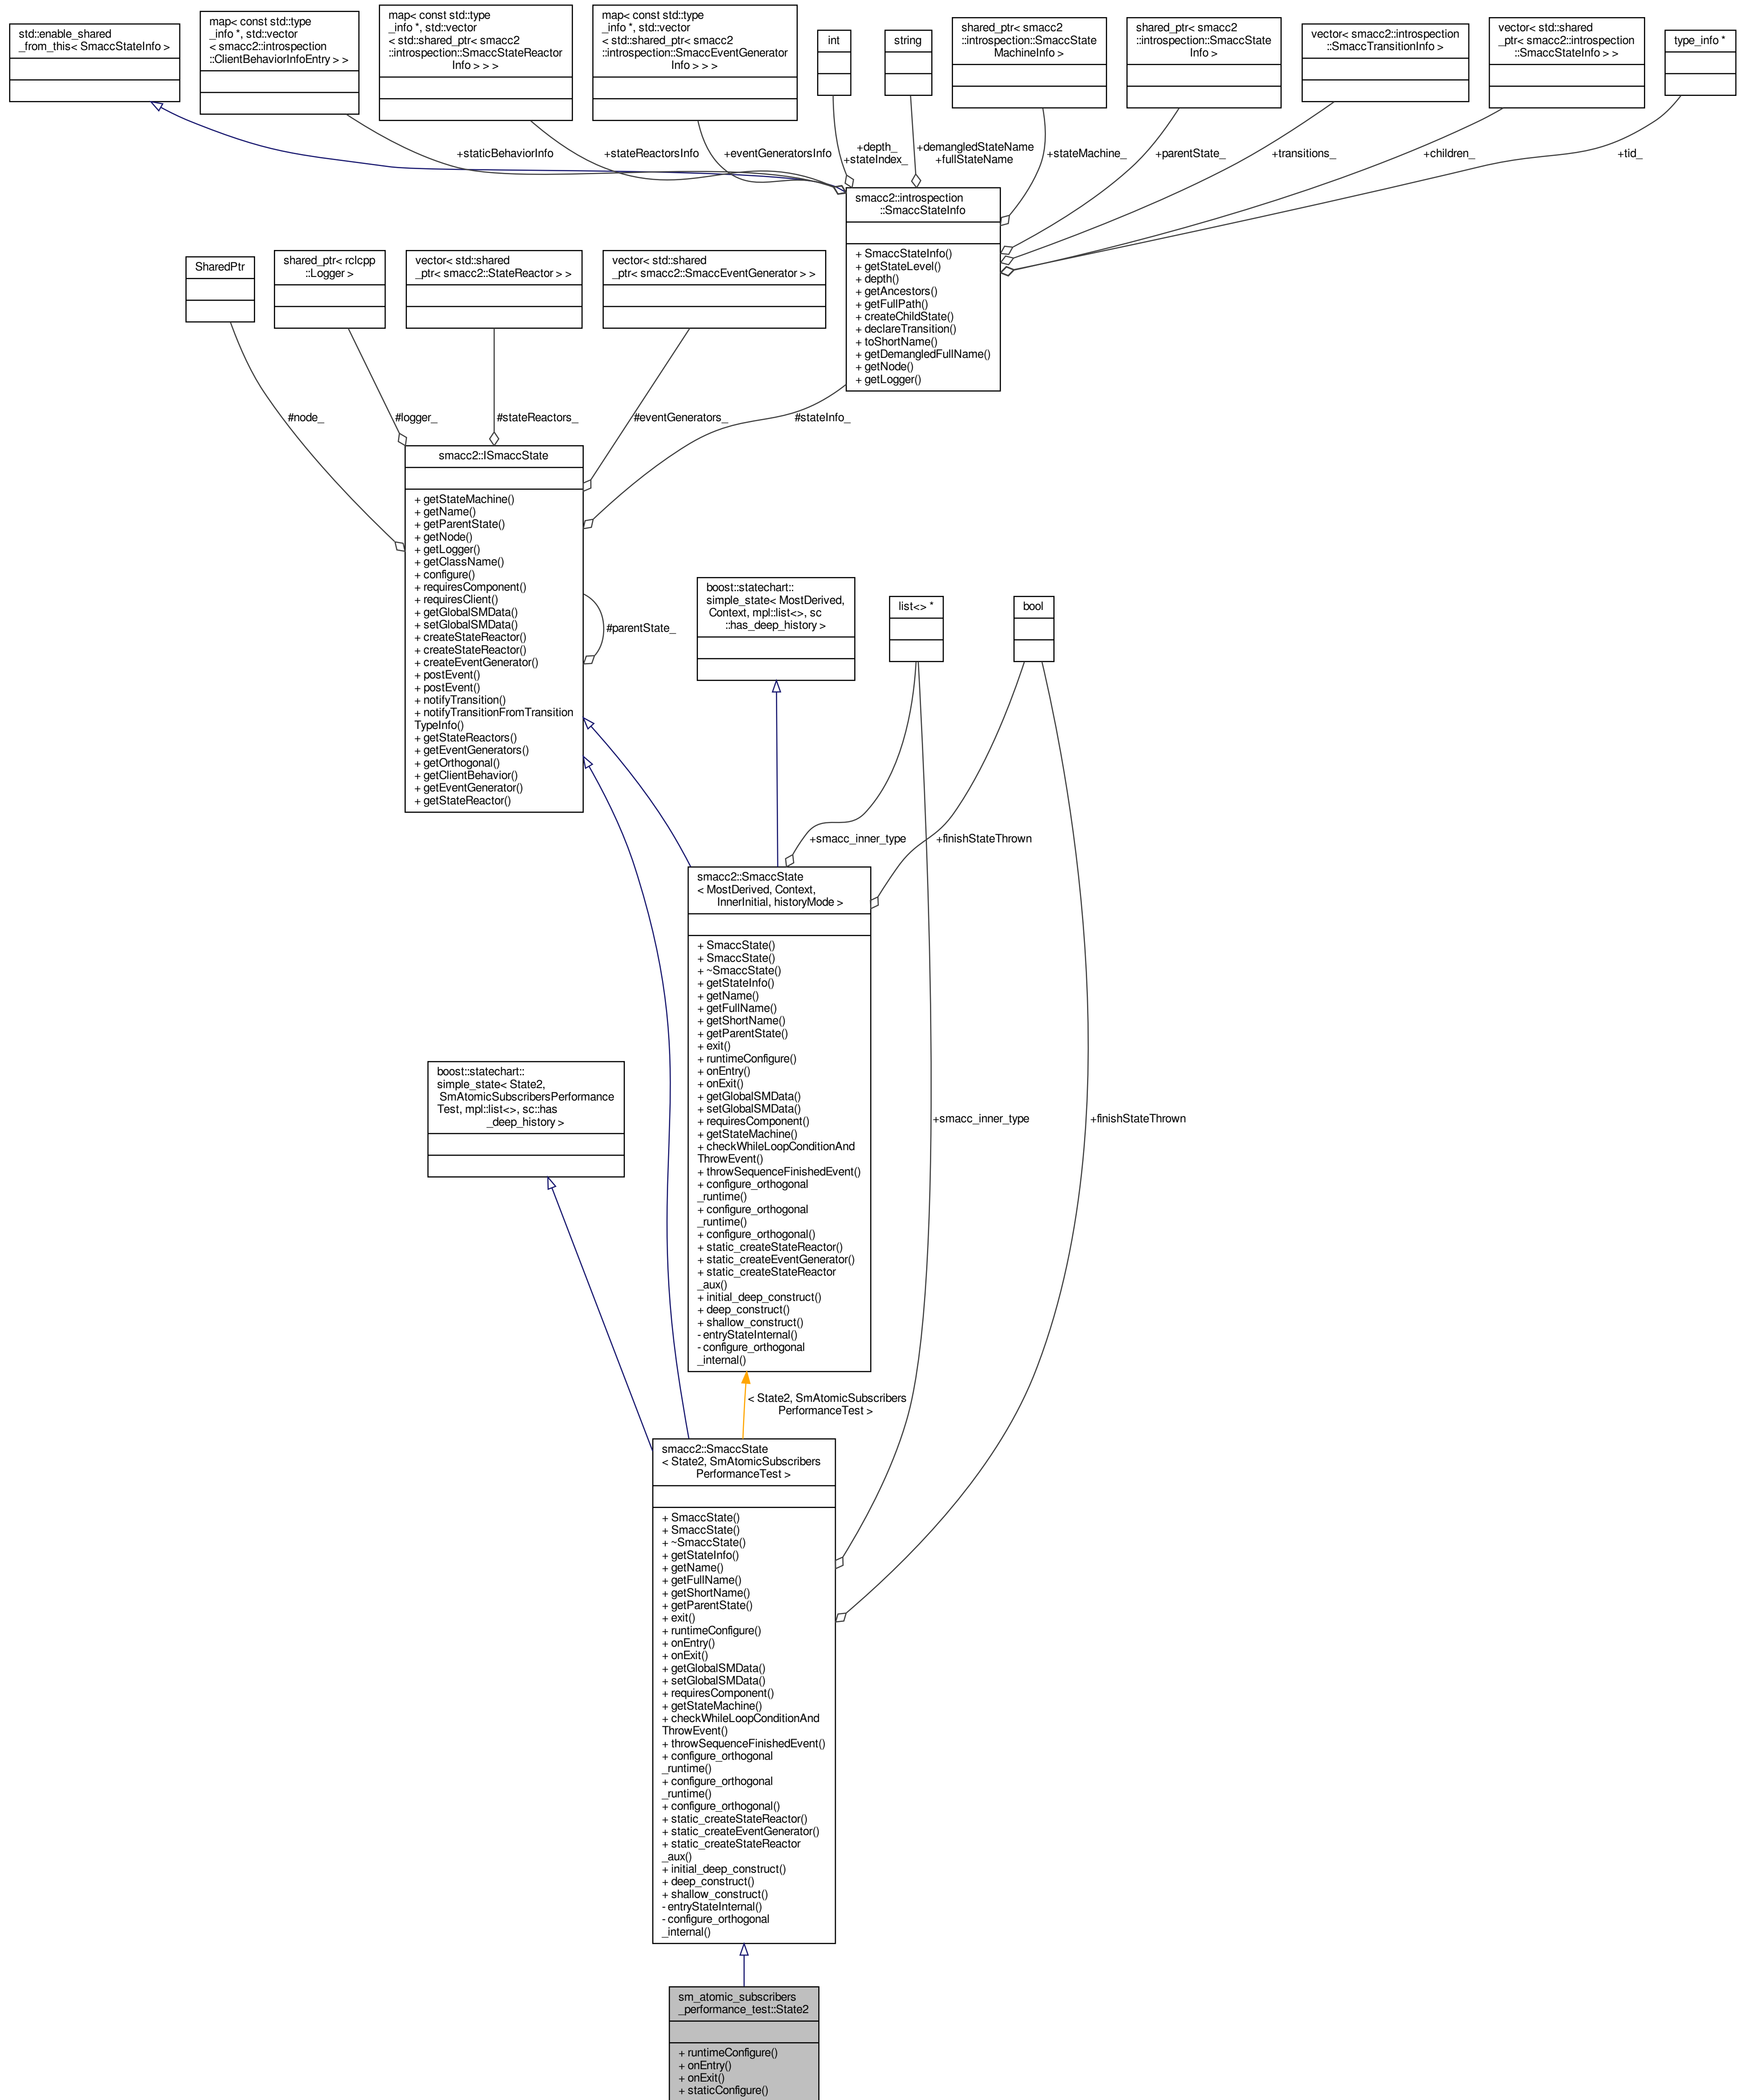 std::enable_shared
_from_this< SmaccStateInfo >
map< const std::type
_info *, std::vector
< smacc2::introspection
::ClientBehaviorInfoEntry > >
map< const std::type
_info *, std::vector
< std::shared_ptr< smacc2
::introspection::SmaccStateReactor
Info > > >
map< const std::type
_info *, std::vector
< std::shared_ptr< smacc2
::introspection::SmaccEventGenerator
Info > > >
int
string
shared_ptr< smacc2
::introspection::SmaccState
MachineInfo >
shared_ptr< smacc2
::introspection::SmaccState
Info >
vector< smacc2::introspection
::SmaccTransitionInfo >
vector< std::shared
_ptr< smacc2::introspection
::SmaccStateInfo > >
type_info *
+staticBehaviorInfo
+stateReactorsInfo
+eventGeneratorsInfo
+depth_
+stateIndex_
+demangledStateName
+fullStateName
+stateMachine_
+parentState_
+transitions_
+children_
+tid_
smacc2::introspection
::SmaccStateInfo
+ SmaccStateInfo()
+ getStateLevel()
+ depth()
+ getAncestors()
+ getFullPath()
+ createChildState()
+ declareTransition()
+ toShortName()
+ getDemangledFullName()
+ getNode()
+ getLogger()
SharedPtr
shared_ptr< rclcpp
::Logger >
vector< std::shared
_ptr< smacc2::StateReactor > >
vector< std::shared
_ptr< smacc2::SmaccEventGenerator > >
#node_
#logger_
#stateReactors_
#eventGenerators_
#stateInfo_
smacc2::ISmaccState
+ getStateMachine()
+ getName()
+ getParentState()
+ getNode()
+ getLogger()
+ getClassName()
+ configure()
+ requiresComponent()
+ requiresClient()
+ getGlobalSMData()
+ setGlobalSMData()
+ createStateReactor()
+ createStateReactor()
+ createEventGenerator()
+ postEvent()
+ postEvent()
+ notifyTransition()
+ notifyTransitionFromTransition
TypeInfo()
+ getStateReactors()
+ getEventGenerators()
+ getOrthogonal()
+ getClientBehavior()
+ getEventGenerator()
+ getStateReactor()
#parentState_
boost::statechart::
simple_state< MostDerived,
Context, mpl::list<>, sc
::has_deep_history >
list<> *
bool
+smacc_inner_type
+finishStateThrown
smacc2::SmaccState
< MostDerived, Context,
InnerInitial, historyMode >
+ SmaccState()
+ SmaccState()
+ ~SmaccState()
+ getStateInfo()
+ getName()
+ getFullName()
+ getShortName()
+ getParentState()
+ exit()
+ runtimeConfigure()
+ onEntry()
+ onExit()
+ getGlobalSMData()
+ setGlobalSMData()
+ requiresComponent()
+ getStateMachine()
+ checkWhileLoopConditionAnd
ThrowEvent()
+ throwSequenceFinishedEvent()
+ configure_orthogonal
_runtime()
+ configure_orthogonal
_runtime()
+ configure_orthogonal()
+ static_createStateReactor()
+ static_createEventGenerator()
+ static_createStateReactor
_aux()
+ initial_deep_construct()
+ deep_construct()
+ shallow_construct()
- entryStateInternal()
- configure_orthogonal
_internal()
boost::statechart::
simple_state< State2,
SmAtomicSubscribersPerformance
Test, mpl::list<>, sc::has
_deep_history >
+smacc_inner_type
+finishStateThrown
< State2, SmAtomicSubscribers
PerformanceTest >
smacc2::SmaccState
< State2, SmAtomicSubscribers
PerformanceTest >
+ SmaccState()
+ SmaccState()
+ ~SmaccState()
+ getStateInfo()
+ getName()
+ getFullName()
+ getShortName()
+ getParentState()
+ exit()
+ runtimeConfigure()
+ onEntry()
+ onExit()
+ getGlobalSMData()
+ setGlobalSMData()
+ requiresComponent()
+ getStateMachine()
+ checkWhileLoopConditionAnd
ThrowEvent()
+ throwSequenceFinishedEvent()
+ configure_orthogonal
_runtime()
+ configure_orthogonal
_runtime()
+ configure_orthogonal()
+ static_createStateReactor()
+ static_createEventGenerator()
+ static_createStateReactor
_aux()
+ initial_deep_construct()
+ deep_construct()
+ shallow_construct()
- entryStateInternal()
- configure_orthogonal
_internal()
sm_atomic_subscribers
_performance_test::State2
+ runtimeConfigure()
+ onEntry()
+ onExit()
+ staticConfigure()